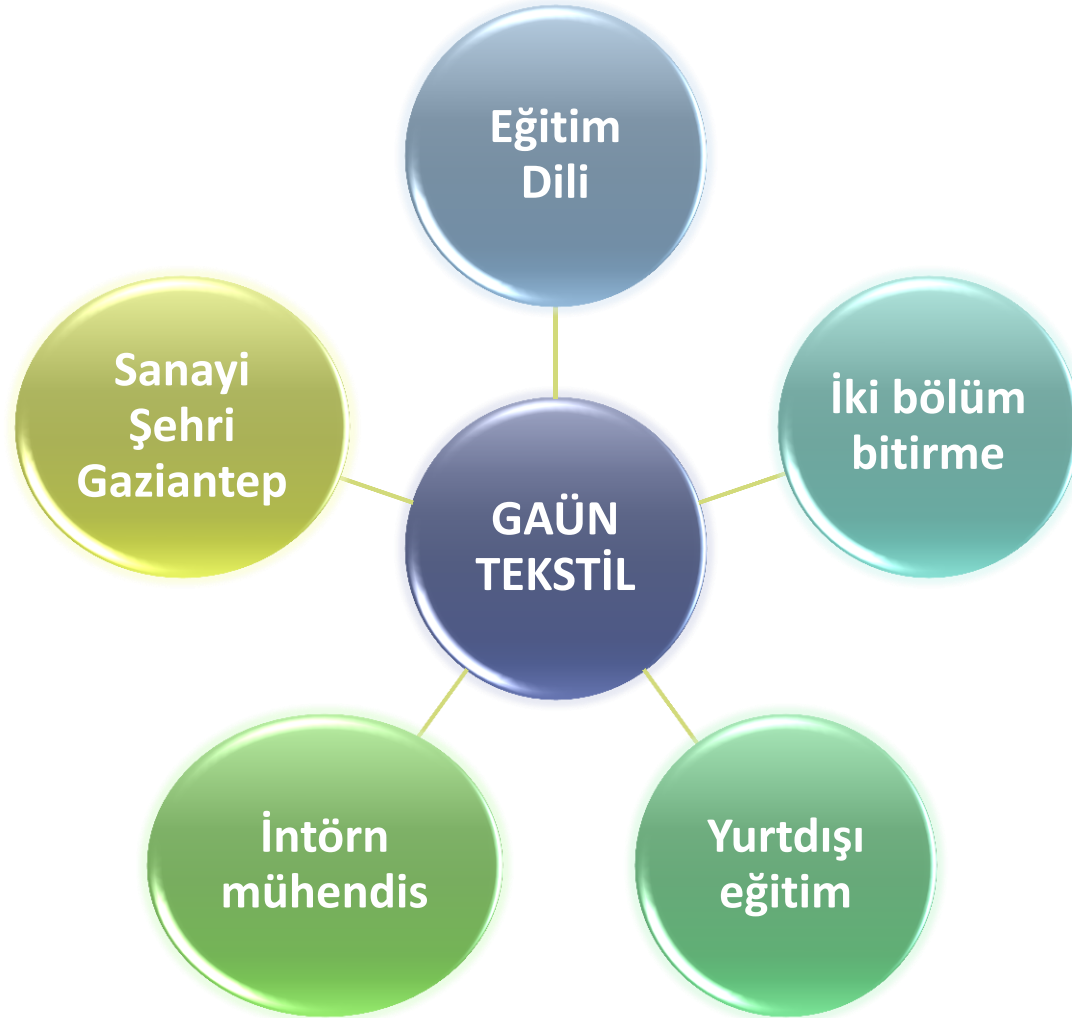 Eğitim
Dili
İki bölüm
bitirme
Yurtdışı
eğitim
İntörn
mühendis
Sanayi
Şehri
Gaziantep
GAÜN
TEKSTİL